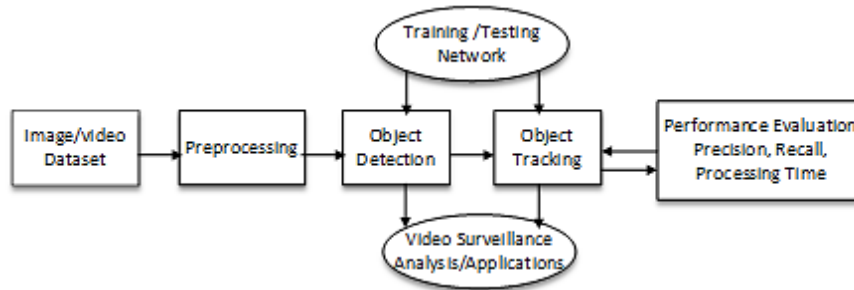 Training /Testing
Network
Image/video
Dataset
Preprocessing
Object
Detection
Object
Tracking
Performance Evaluation
Precision, Recall,
Processing Time
Video Surveillance
Analysis/Applications